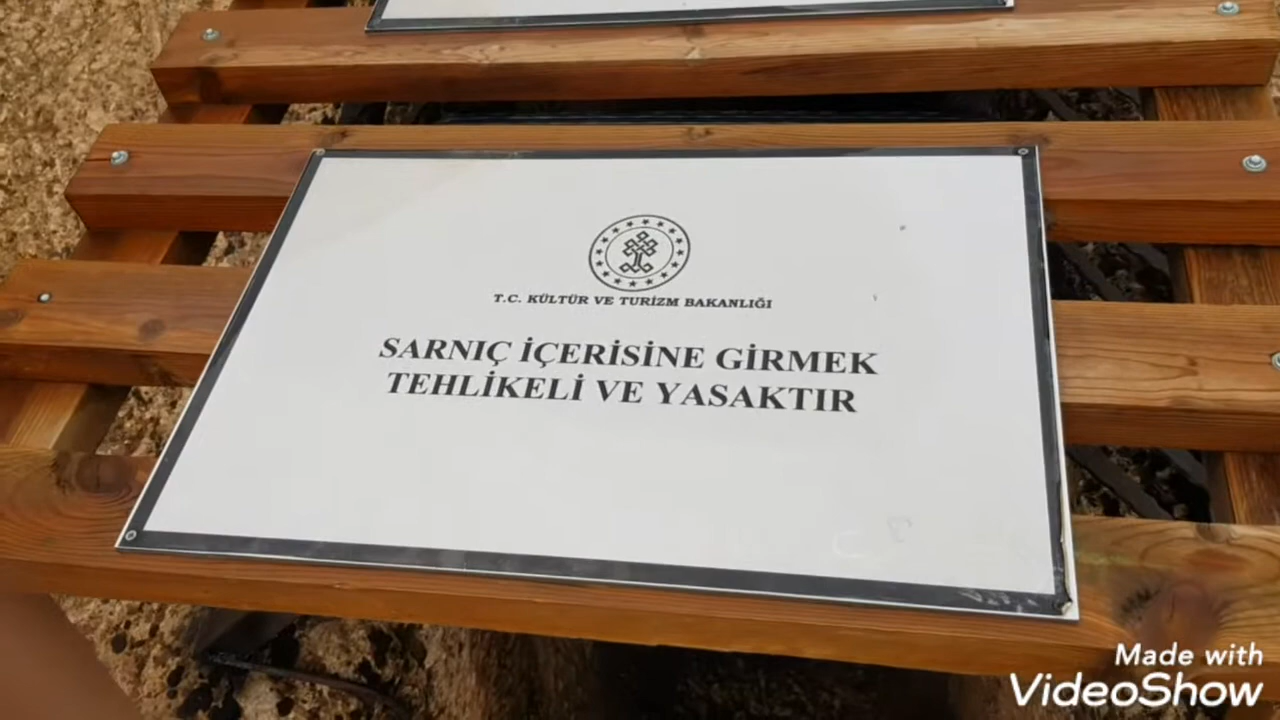 T.C. KÜLTÜR VE TURİZM BAKANLIĞI
SARNIÇ İÇERİSİNE GİRMEK
TEHLİKELİ VE YASAKTIR
Made with
VideoShow